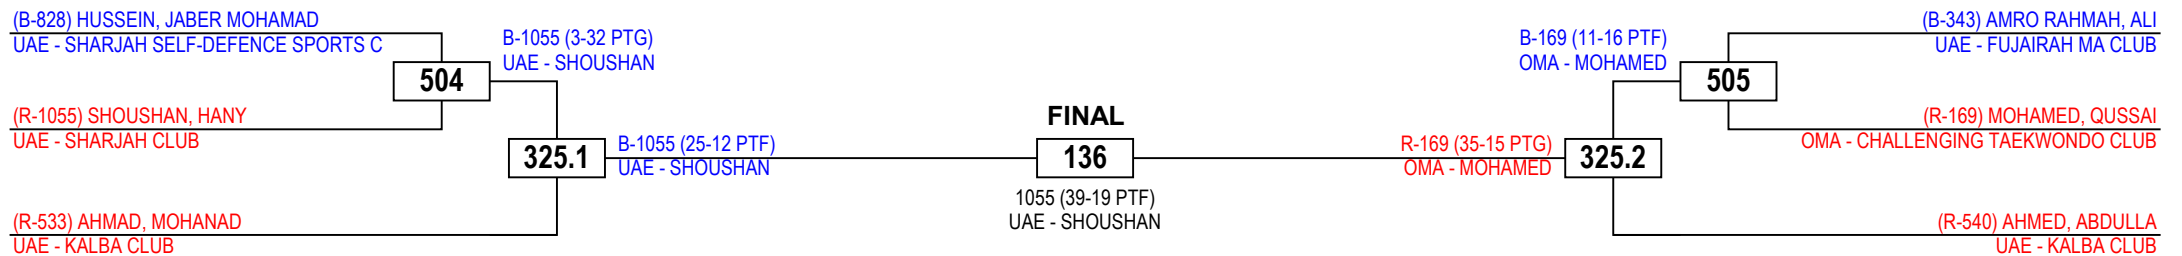 (B-828) HUSSEIN, JABER MOHAMAD
UAE - SHARJAH SELF-DEFENCE SPORTS C
504
(R-1055) SHOUSHAN, HANY
UAE - SHARJAH CLUB
B-1055 (3-32 PTG)
UAE - SHOUSHAN
325.1
(R-533) AHMAD, MOHANAD
UAE - KALBA CLUB
B-1055 (25-12 PTF)
UAE - SHOUSHAN
FINAL
136
1055 (39-19 PTF)
UAE - SHOUSHAN
R-169 (35-15 PTG)
OMA - MOHAMED
325.2
B-169 (11-16 PTF)
OMA - MOHAMED
505
(B-343) AMRO RAHMAH, ALI
UAE - FUJAIRAH MA CLUB
(R-169) MOHAMED, QUSSAI
OMA - CHALLENGING TAEKWONDO CLUB
(R-540) AHMED, ABDULLA
UAE - KALBA CLUB